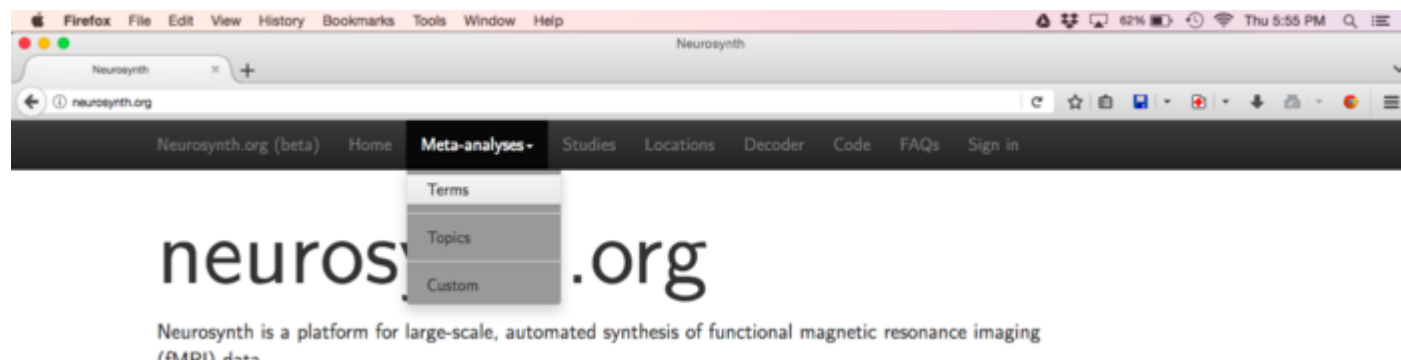 Firefox File Edit View History Bookmarks Tools Window Help 62% Thu 5:55 PM
Neurosynth
Neurosynth
neurosynth.org
Neurosynth.org (beta) Home Meta-analyses Studies Locations Decoder Code FAQs Sign in
Terms
Topics
neuros .org
Custom
Neurosynth is a platform for large-scale, automated synthesis of functional magnetic resonance imaging
(fMRI) data